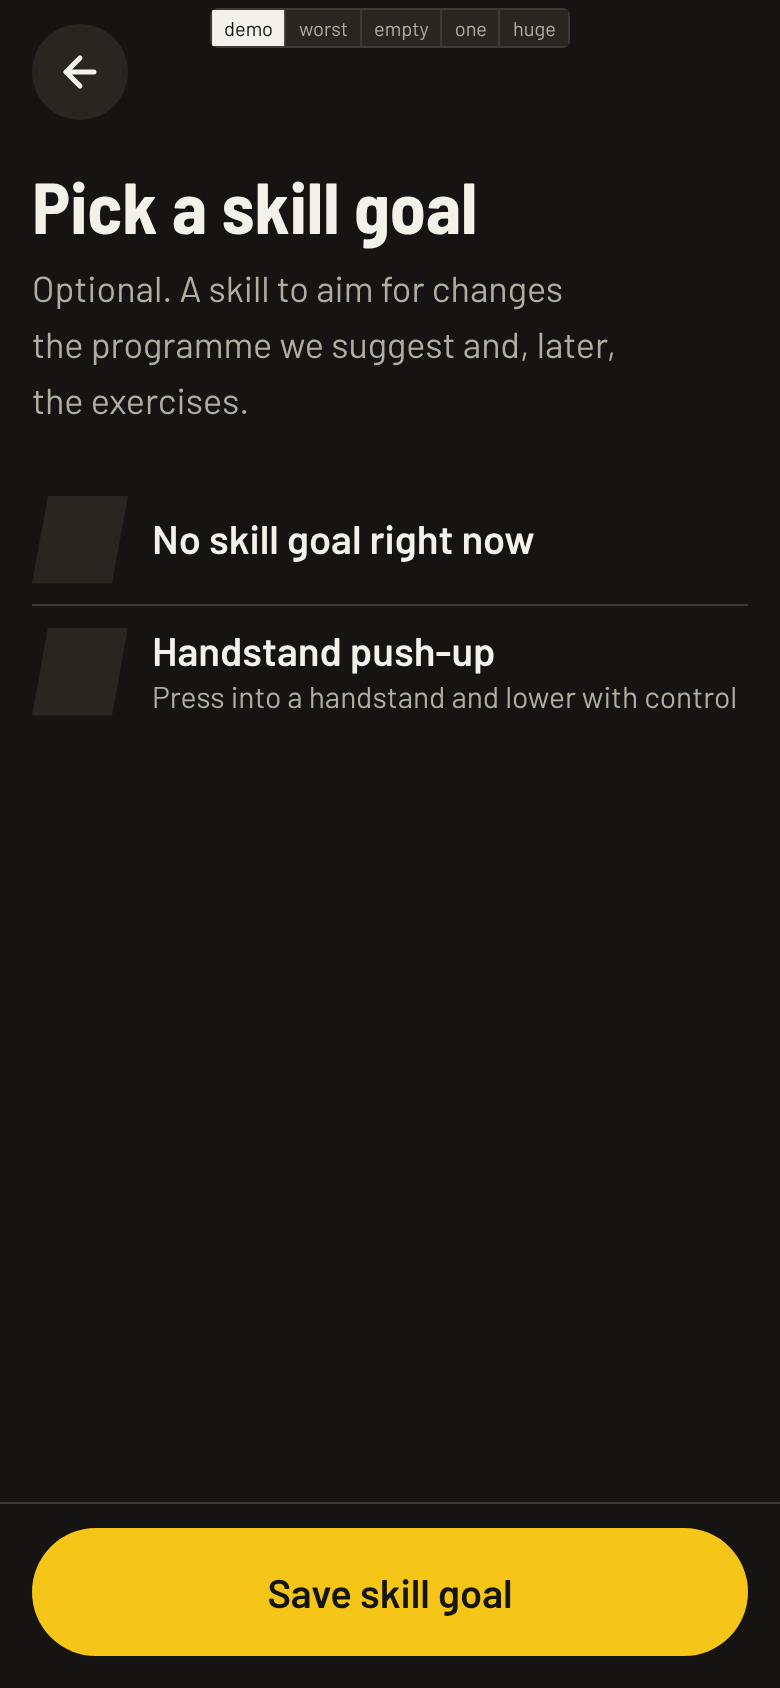 demo worst empty one huge
Pick a skill goal
Optional. A skill to aim for changes
the programme we suggest and, later,
the exercises.
No skill goal right now
Handstand push-up
Press into a handstand and lower with control
Save skill goal